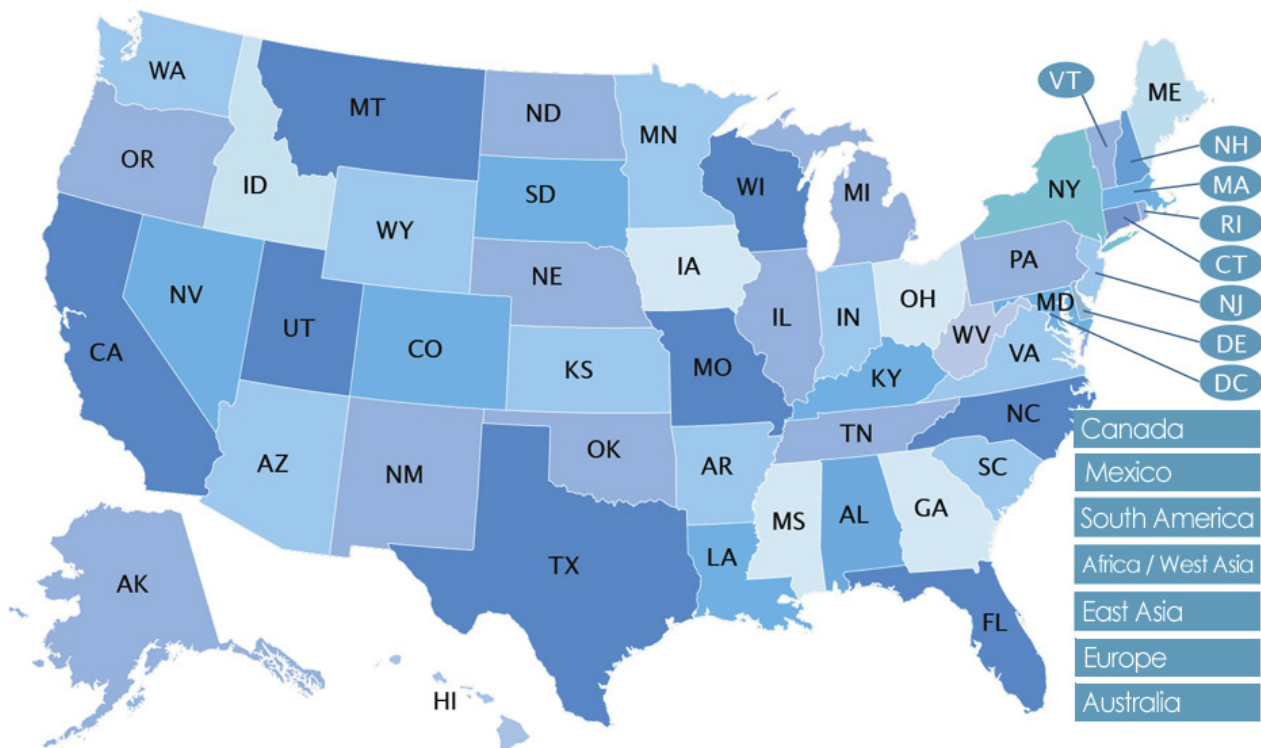 WA
MT
ND
MN
VT
ME
OR
ID
SD
WI
MI
NY
NH
MA
WY
RI
IA
PA
CT
NE
NV
OH
MD
NJ
UT
IL
IN
WV
DE
CA
CO
KS
MO
KY
VA
DC
NC
TN
Canada
OK
AZ
NM
AR
SC
Mexico
MS
AL
GA
South America
LA
TX
Africa / West Asia
AK
East Asia
FL
Europe
HI
Australia